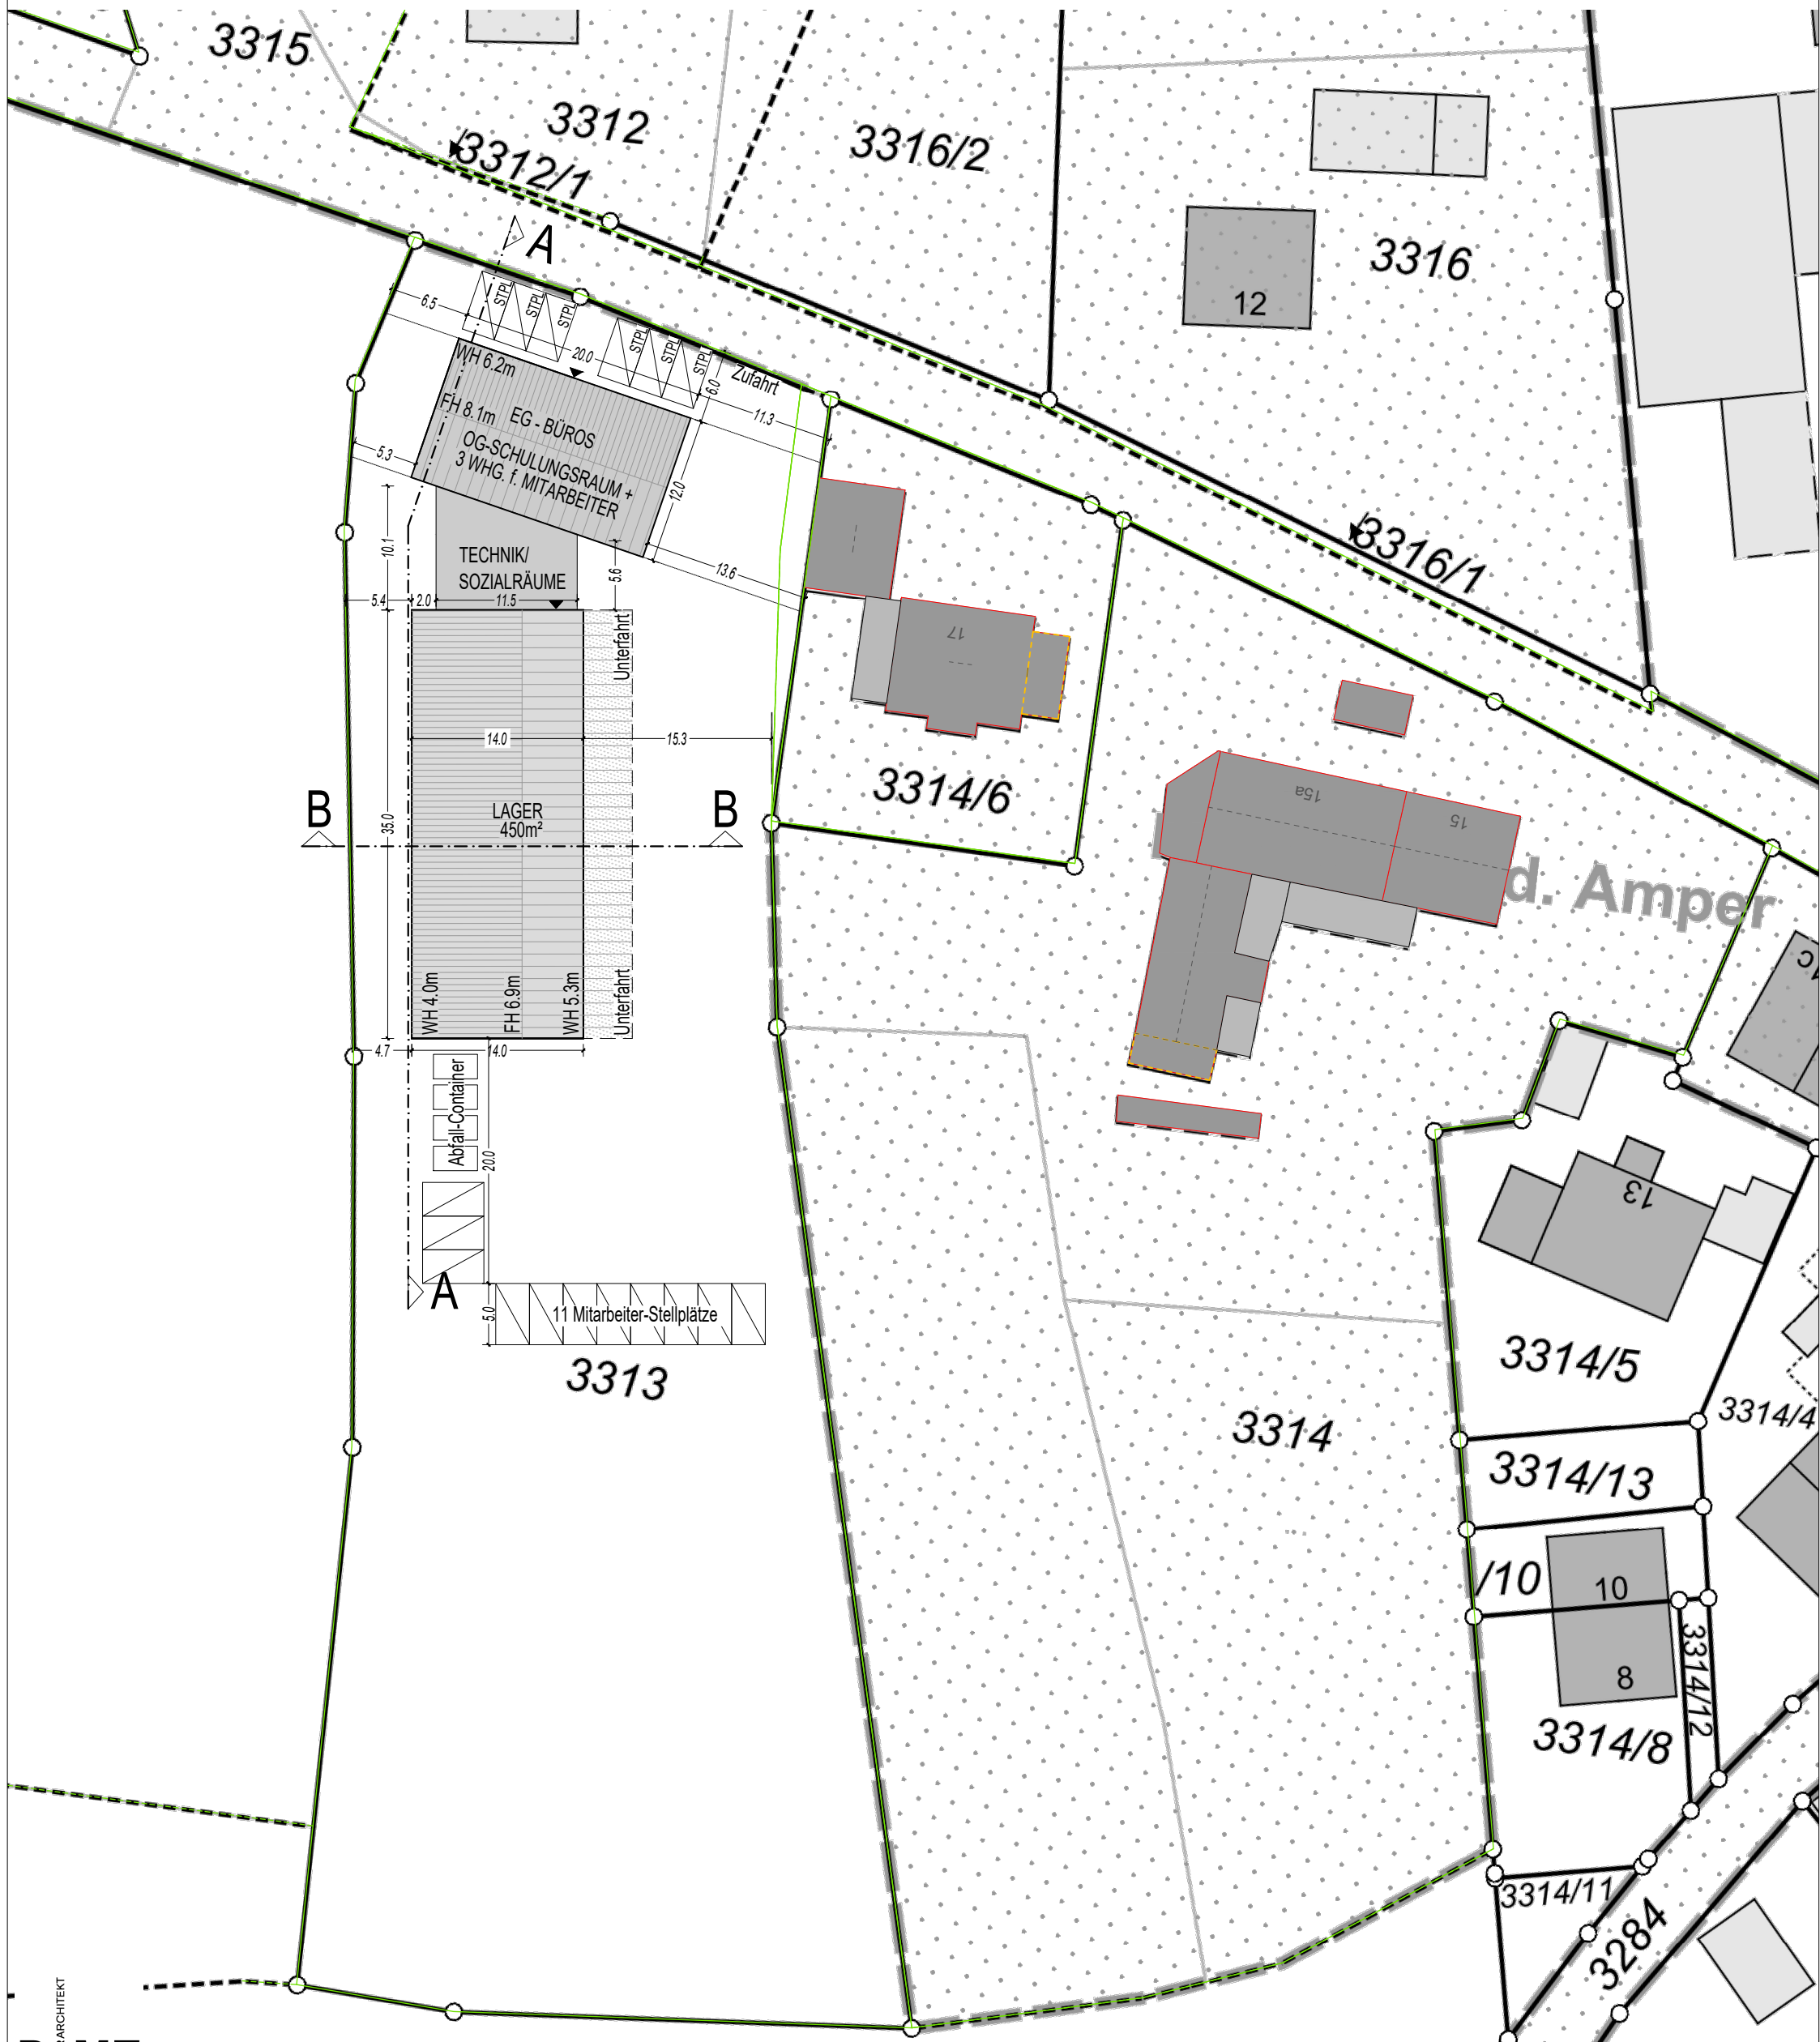 3315
3312
3312/1
3316/2
3316
12
A
6.5
STPL
STPL
STPL
20.0
STPL
STPL
STPL
Zufahrt
6.0
11.3
WH 6.2m
FH 8.1m
EG - BÜROS
OG-SCHULUNGSRAUM +
3 WHG. f. MITARBEITER
5.3
12.0
10.1
TECHNIK/
SOZIALRÄUME
5.6
13.6
3316/1
5.4
2.0
11.5
Unterfahrt
17
14.0
15.3
3314/6
15a
15
B
B
35.0
LAGER
450m²
d. Amper
WH 4.0m
FH 6.9m
WH 5.3m
Unterfahrt
4.7
14.0
Abfall-Container
20.0
13
A
5.0
11 Mitarbeiter-Stellplätze
3313
3314/5
3314/4
3314
3314/13
/10
10
8
3314/12
3314/8
3314/11
3284